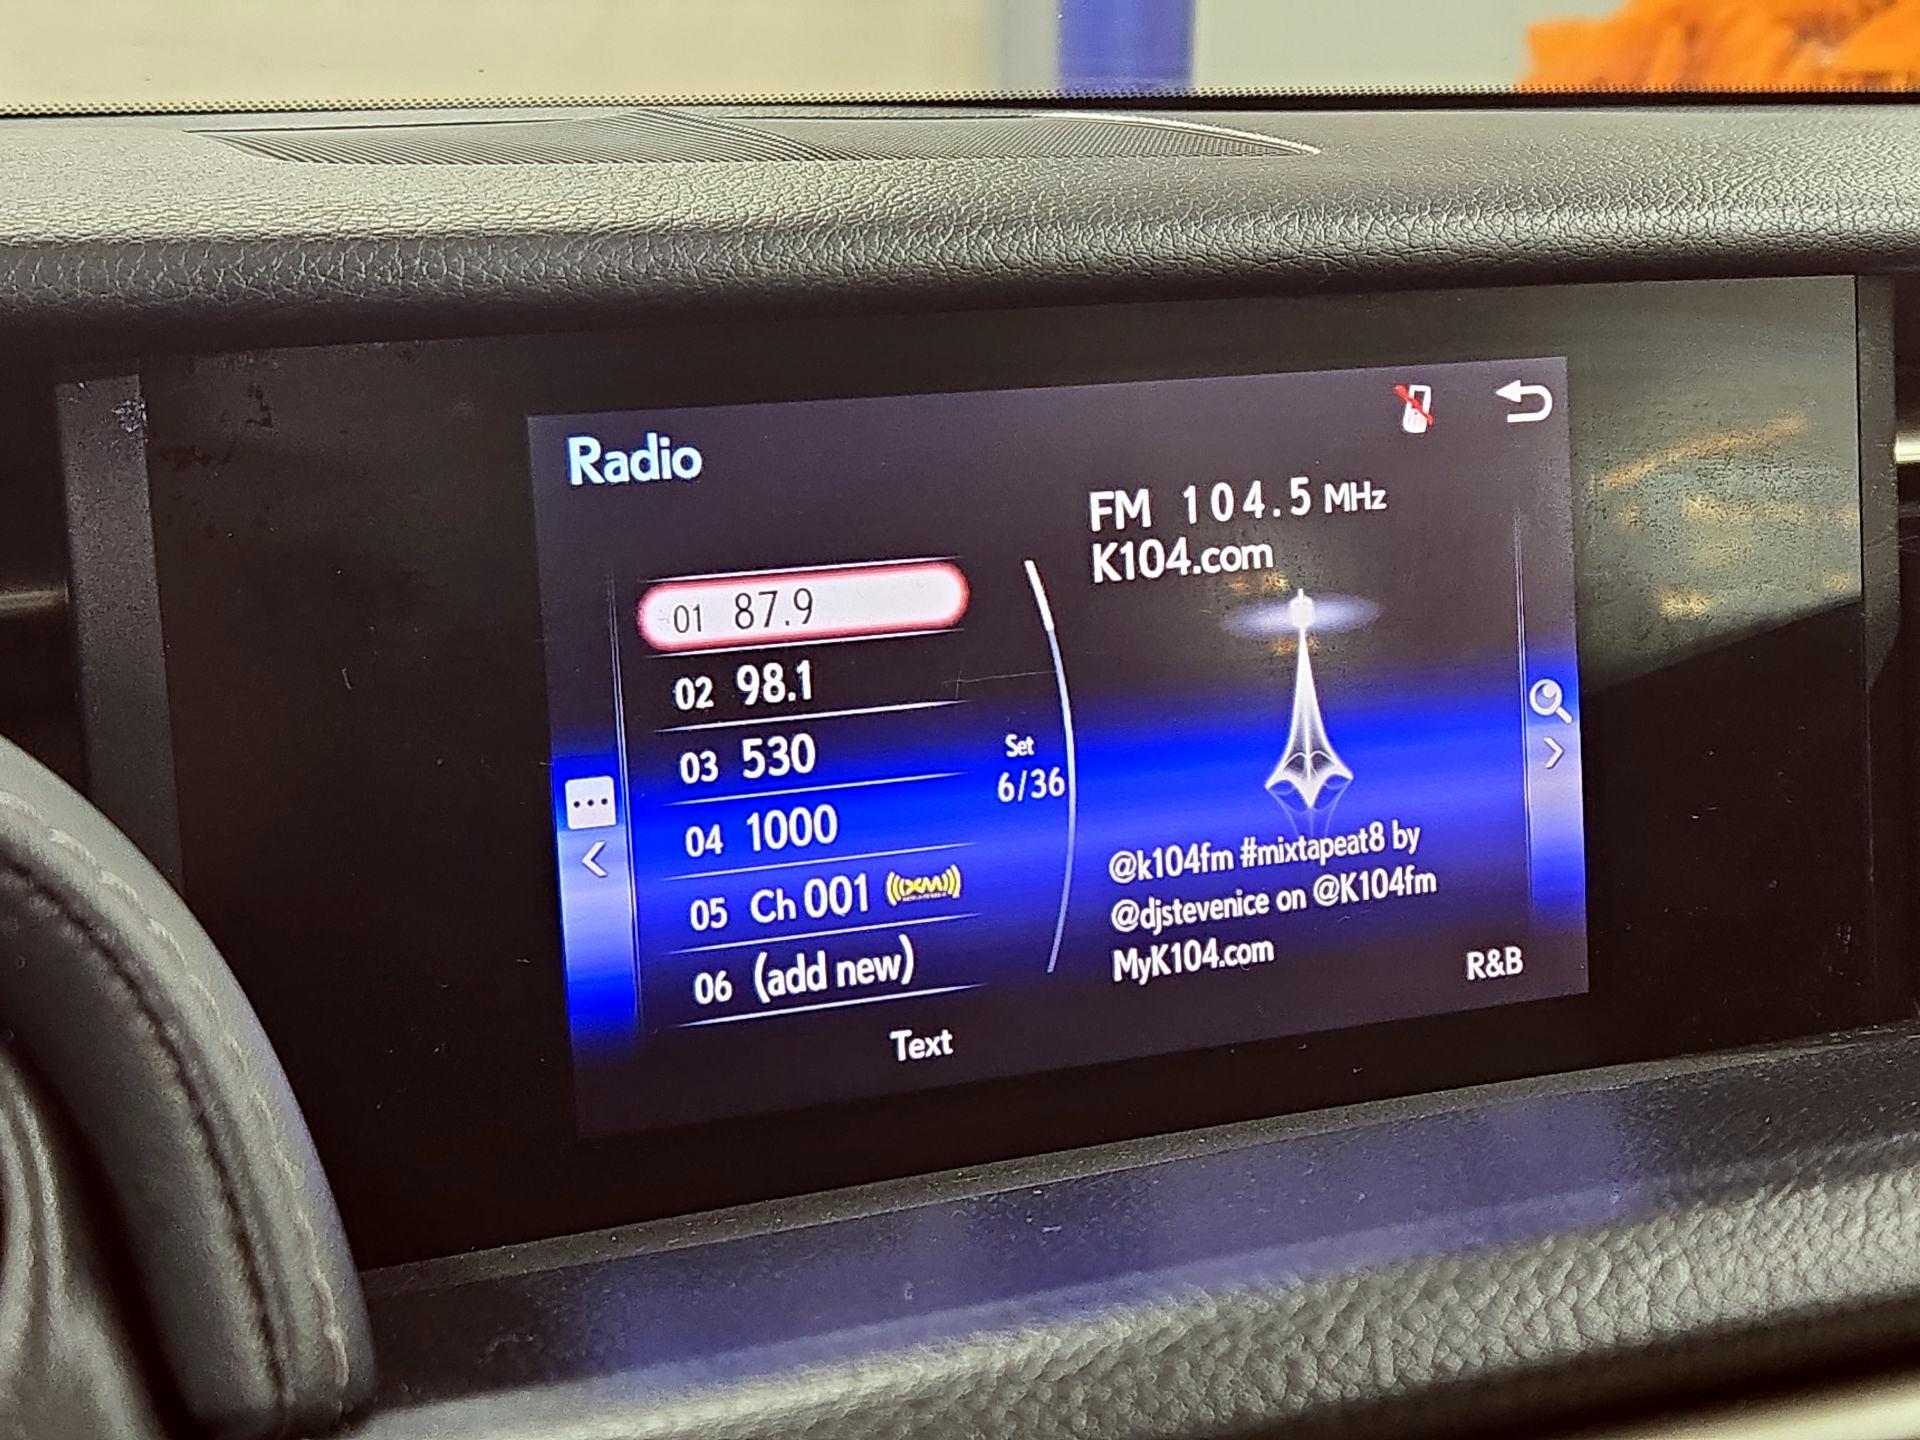 Radio
FM 104.5 MHz
K104.com
01 87.9
02 98.1
03 530
04 1000
05 Ch 001 ((XM))
06 (add new)
Set
6/36
@k104fm #mixtapeat8 by
@djstevenice on @K104fm
MyK104.com
R&B
Text